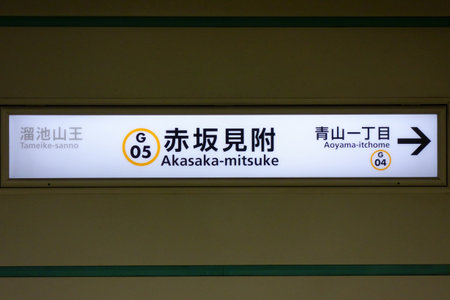 溜池山王
Tameike-sanno
G
05
赤坂見附
Akasaka-mitsuke
青山一丁目
Aoyama-itchome
G
04